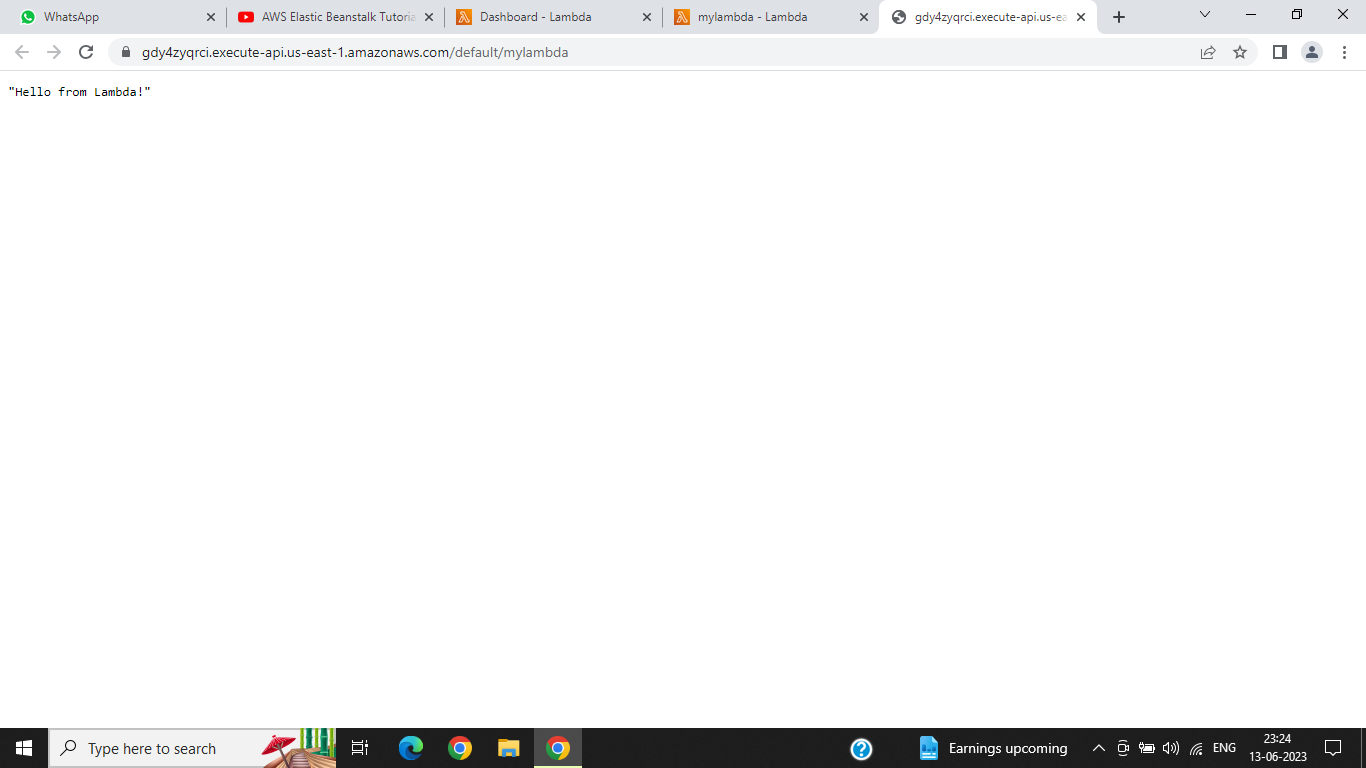 WhatsApp
AWS Elastic Beanstalk Tutoria
Dashboard - Lambda
mylambda - Lambda
gdy4zyqrci.execute-api.us-ea
gdy4zyqrci.execute-api.us-east-1.amazonaws.com/default/mylambda
"Hello from Lambda!"
Type here to search
Earnings upcoming
ENG
23:24
13-06-2023